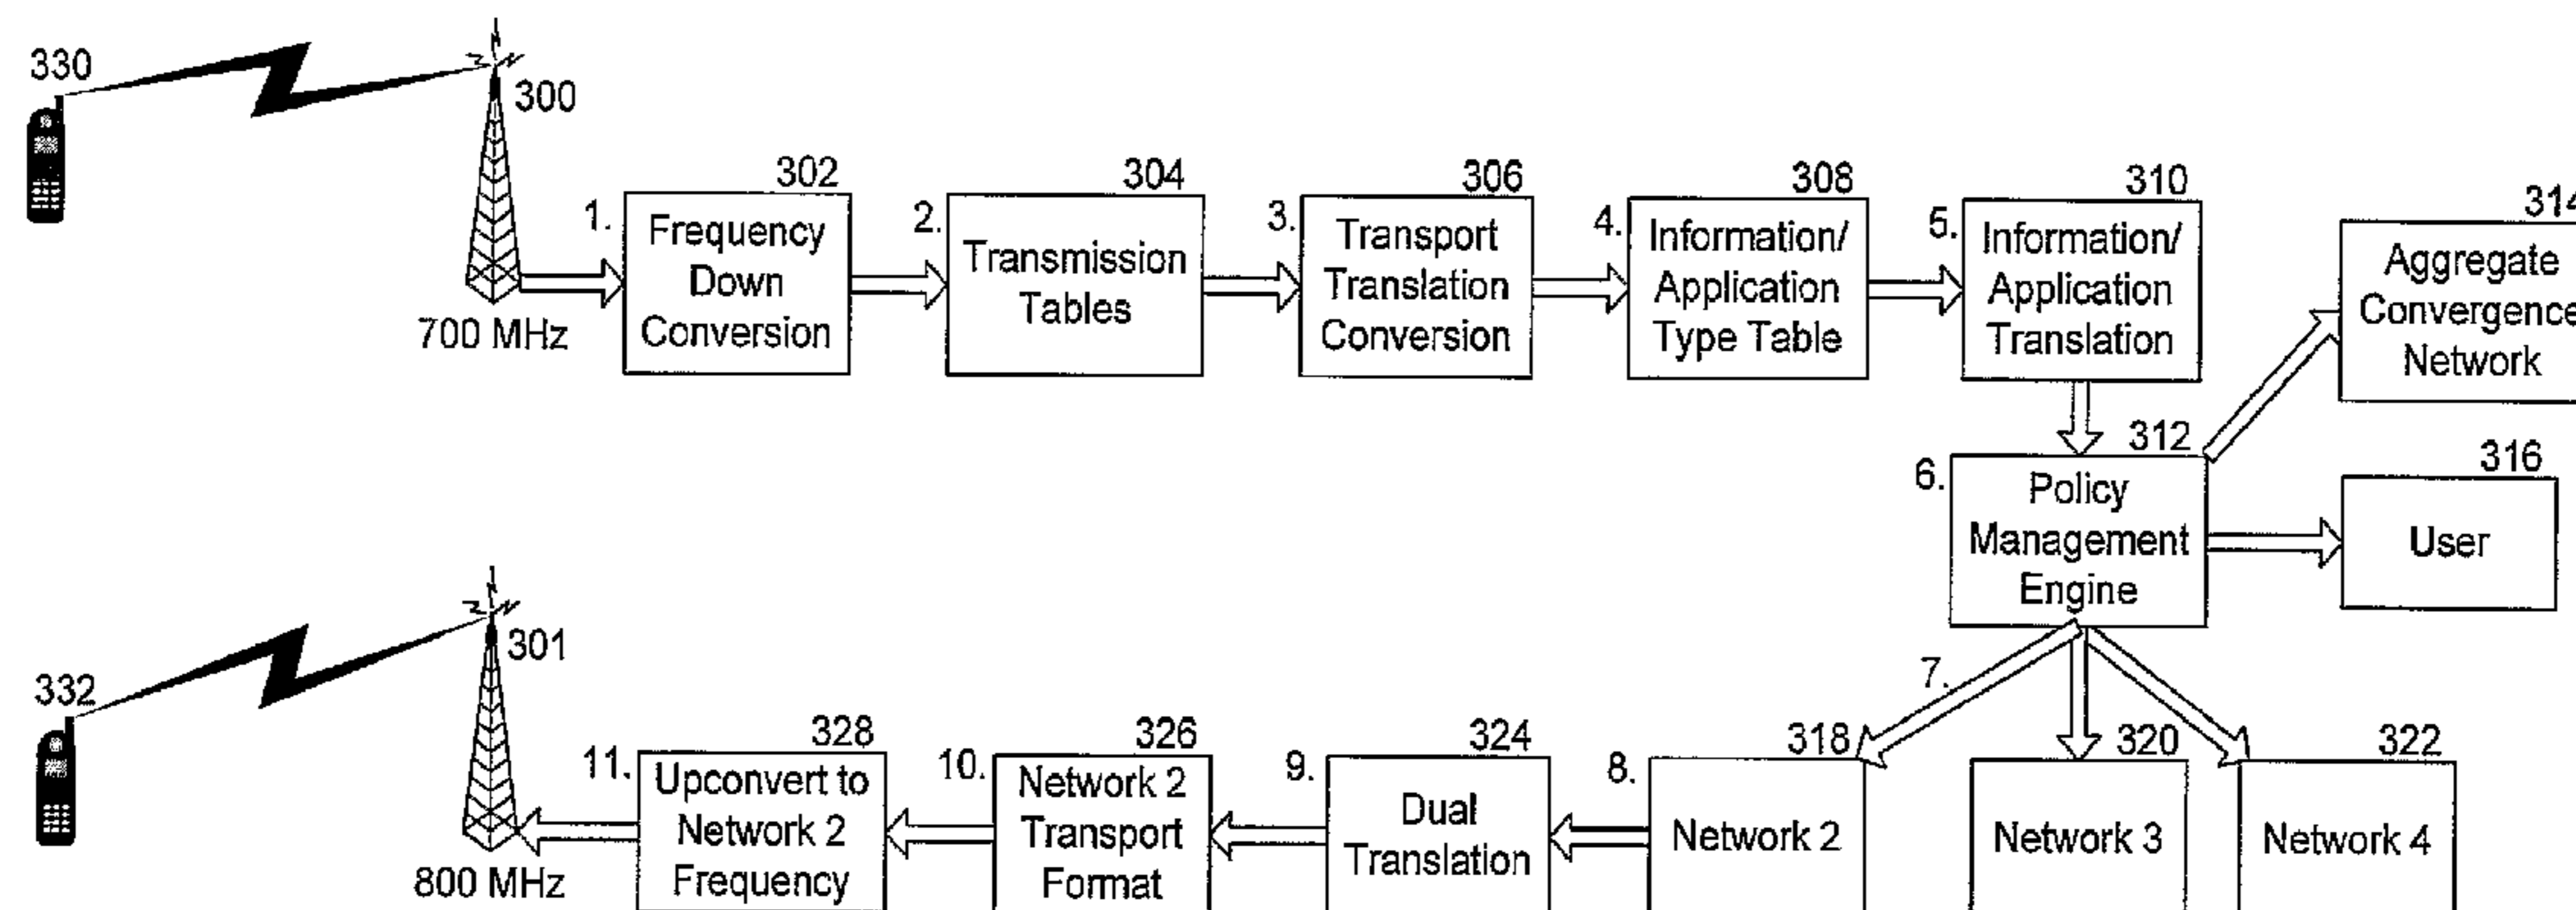 330
300
700 MHz
1.
302
Frequency
Down
Conversion
2.
304
Transmission
Tables
3.
306
Transport
Translation
Conversion
4.
308
Information/
Application
Type Table
5.
310
Information/
Application
Translation
314
Aggregate
Convergence
Network
6.
312
Policy
Management
Engine
316
User
7.
332
301
800 MHz
11.
328
Upconvert to
Network 2
Frequency
10.
326
Network 2
Transport
Format
9.
324
Dual
Translation
8.
318
Network 2
320
Network 3
322
Network 4